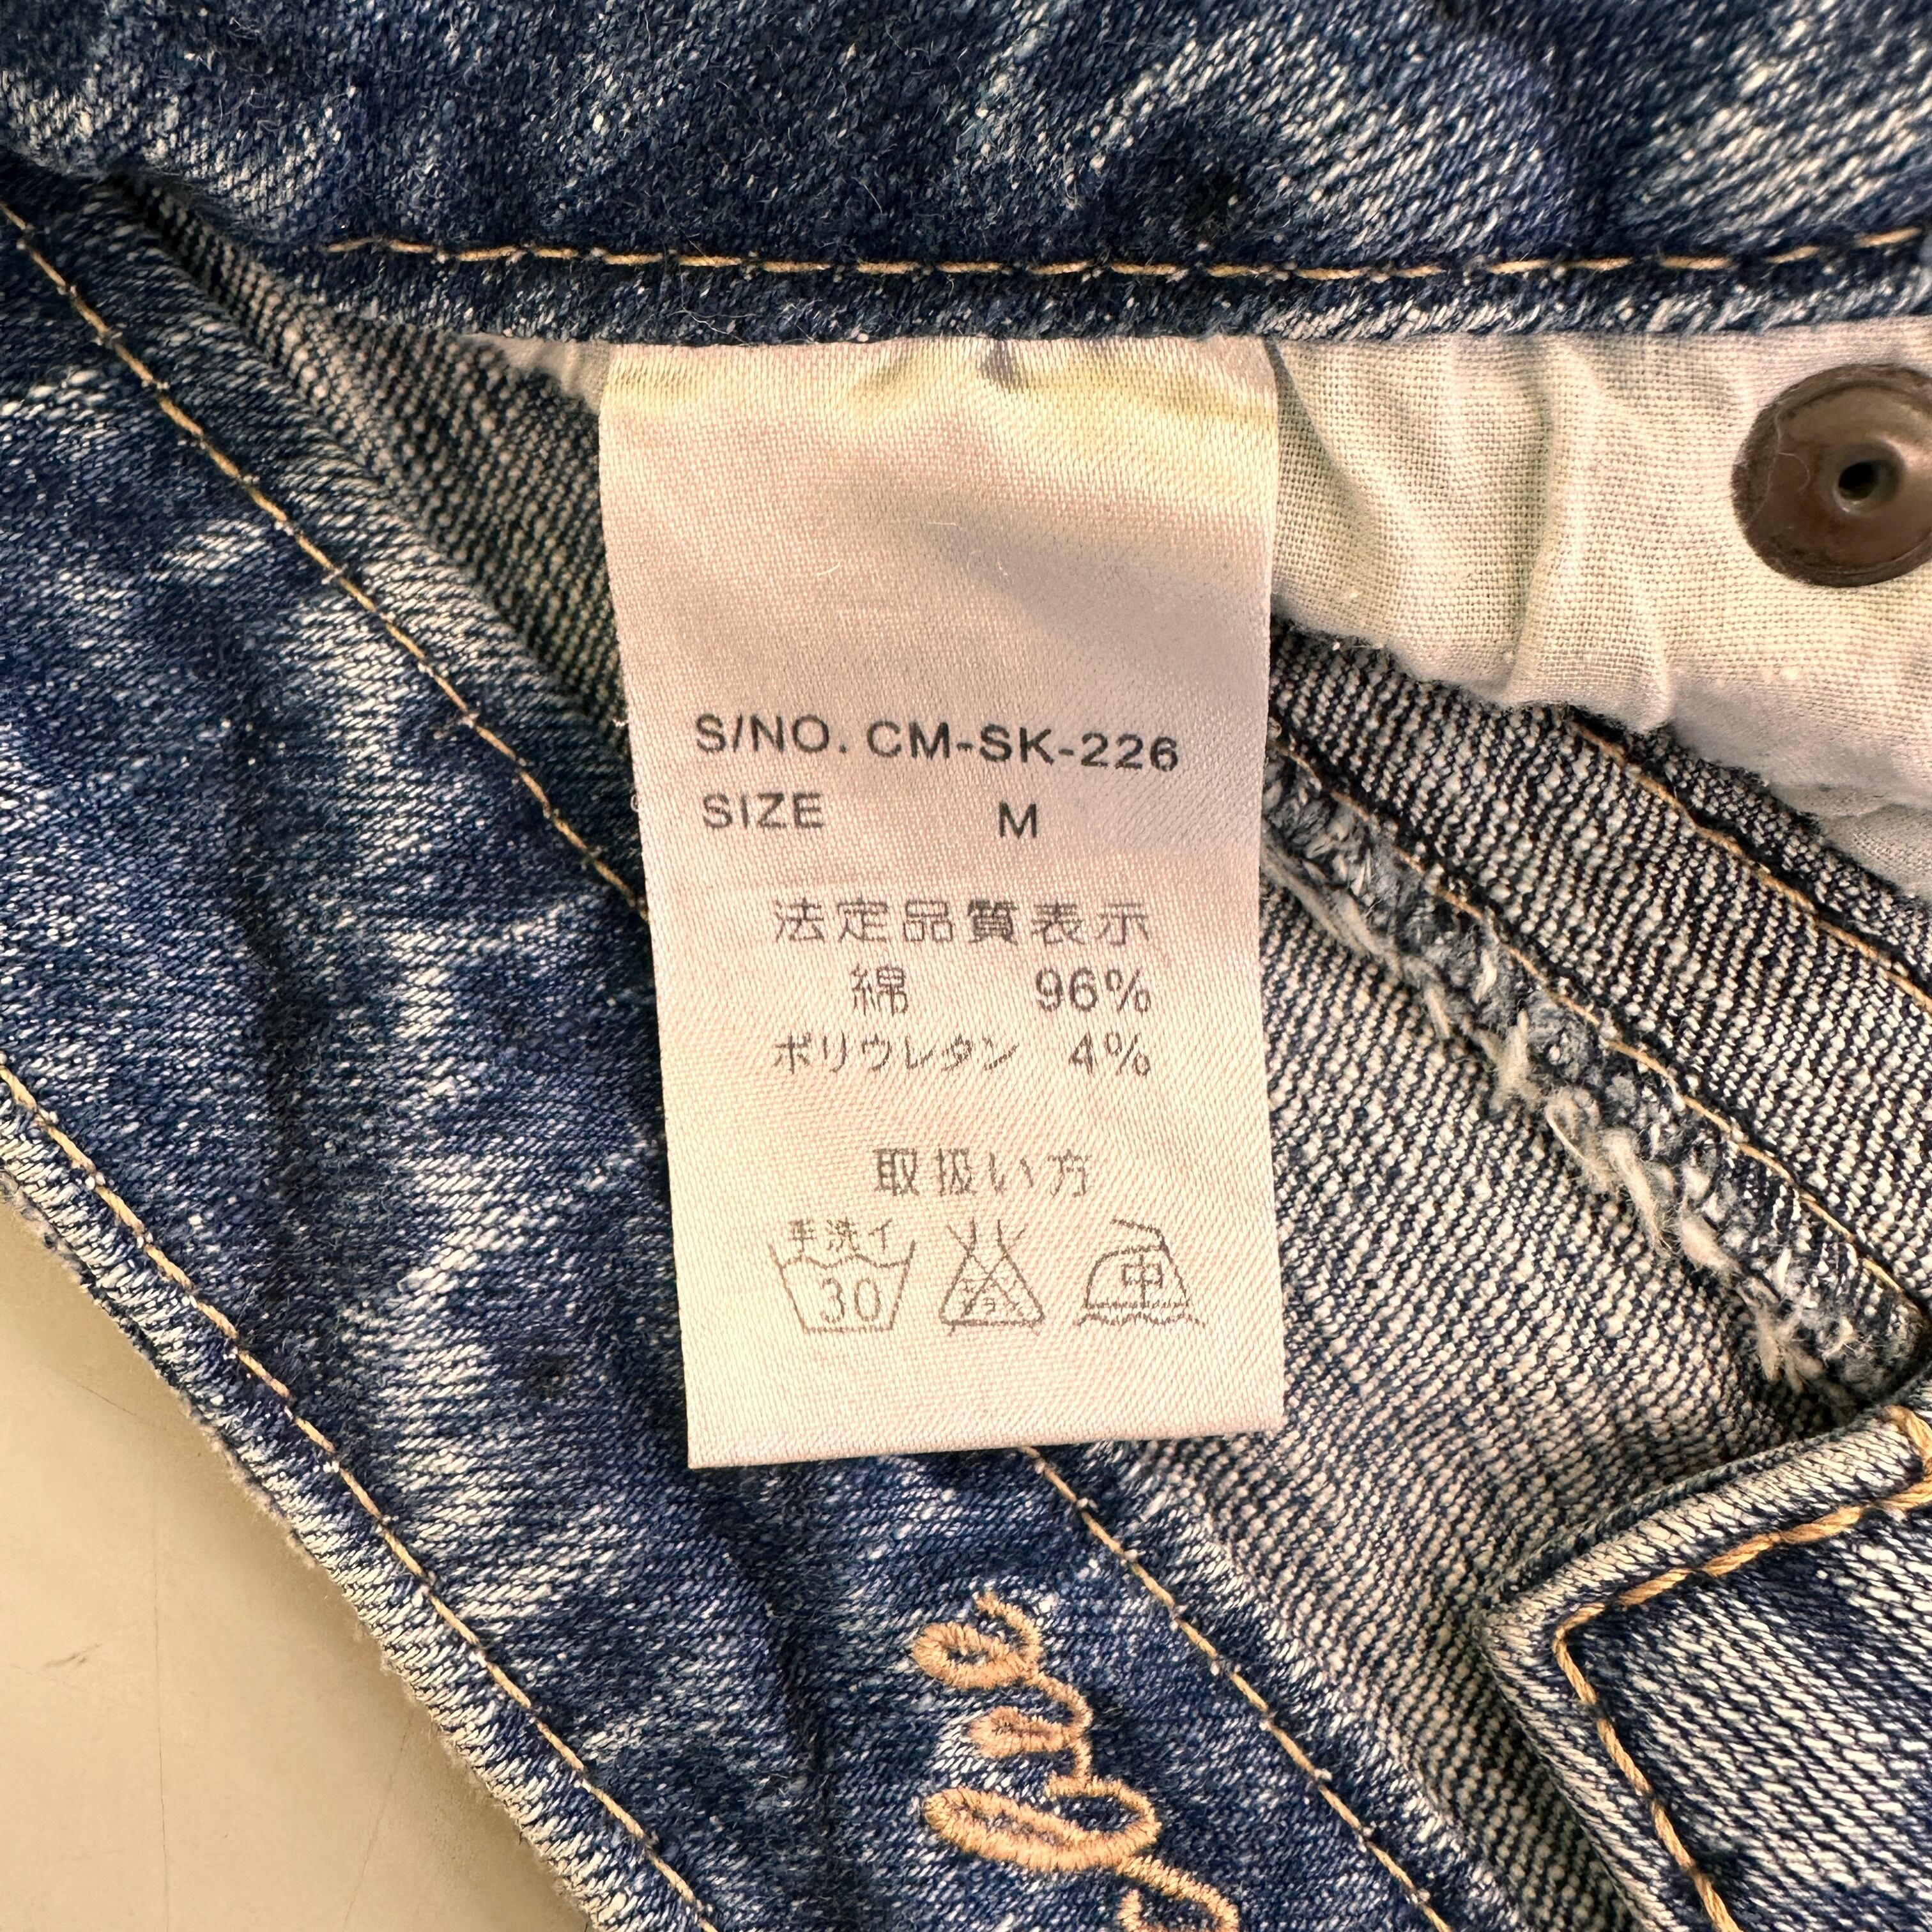 S/NO. CM-SK-226
SIZE M
法定品質表示
綿 96%
ポリウレタン 4%
取扱い方
手洗イ
30
中